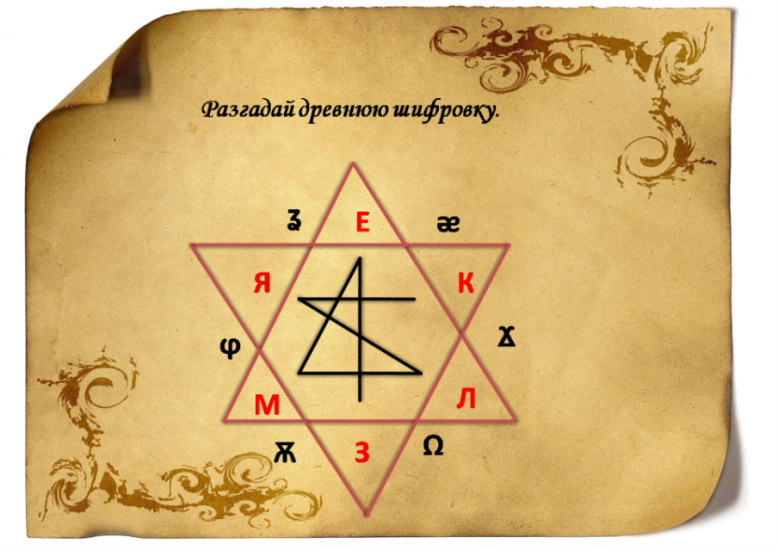 Разгадай древнюю шифровку.
Ѯ Е æ
Я К
φ Ѫ
М Л
Ѫ З Ω